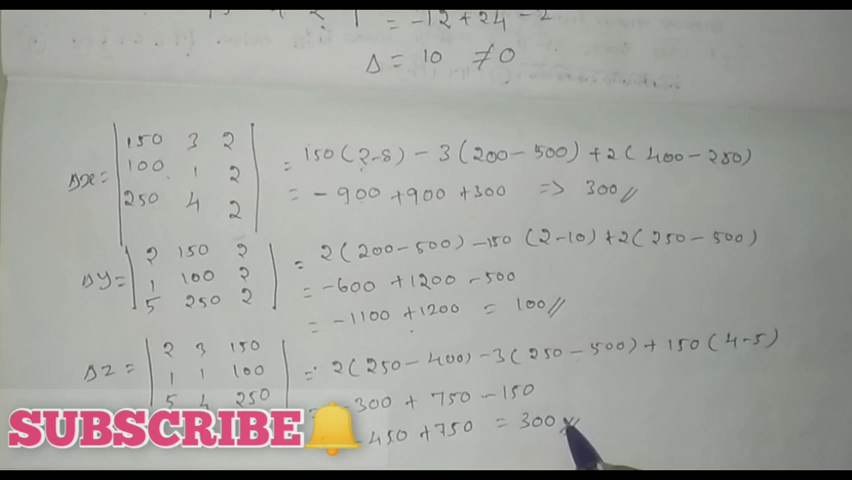 = -12 + 24 - 2
Δ = 10 ≠ 0
Δx = | 150 3 2 | = 150(2-8) - 3(200-500) + 2(400-250)
| 100 1 2 | = -900 + 900 + 300 => 300//
| 250 4 2 |
Δy = | 2 150 2 | = 2(200-500) - 150(2-10) + 2(250-500)
| 1 100 2 | = -600 + 1200 - 500
| 5 250 2 | = -1100 + 1200 = 100//
Δz = | 2 3 150 | = 2(250-400) - 3(250-500) + 150(4-5)
| 1 1 100 | -300 + 750 - 150
| 5 4 250 | -450 + 750 = 300//
SUBSCRIBE